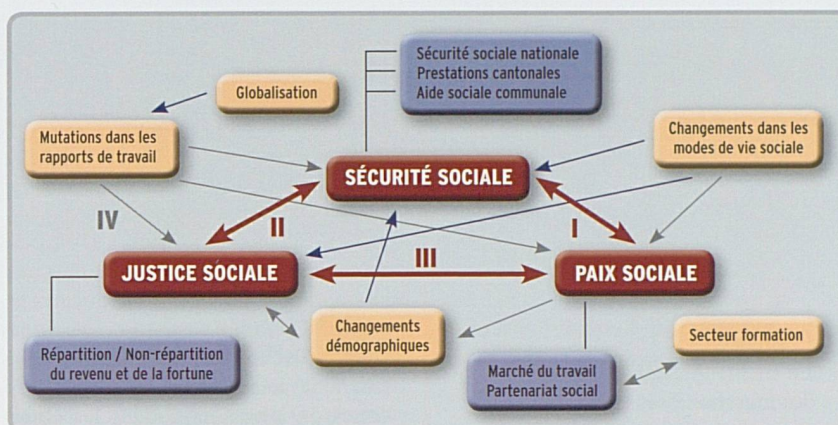 Sécurité sociale nationale
Prestations cantonales
Aide sociale communale
Globalisation
Mutations dans les
rapports de travail
Changements dans les
modes de vie sociale
SÉCURITÉ SOCIALE
IV
II
I
III
JUSTICE SOCIALE
PAIX SOCIALE
Changements
démographiques
Secteur formation
Répartition / Non-répartition
du revenu et de la fortune
Marché du travail
Partenariat social